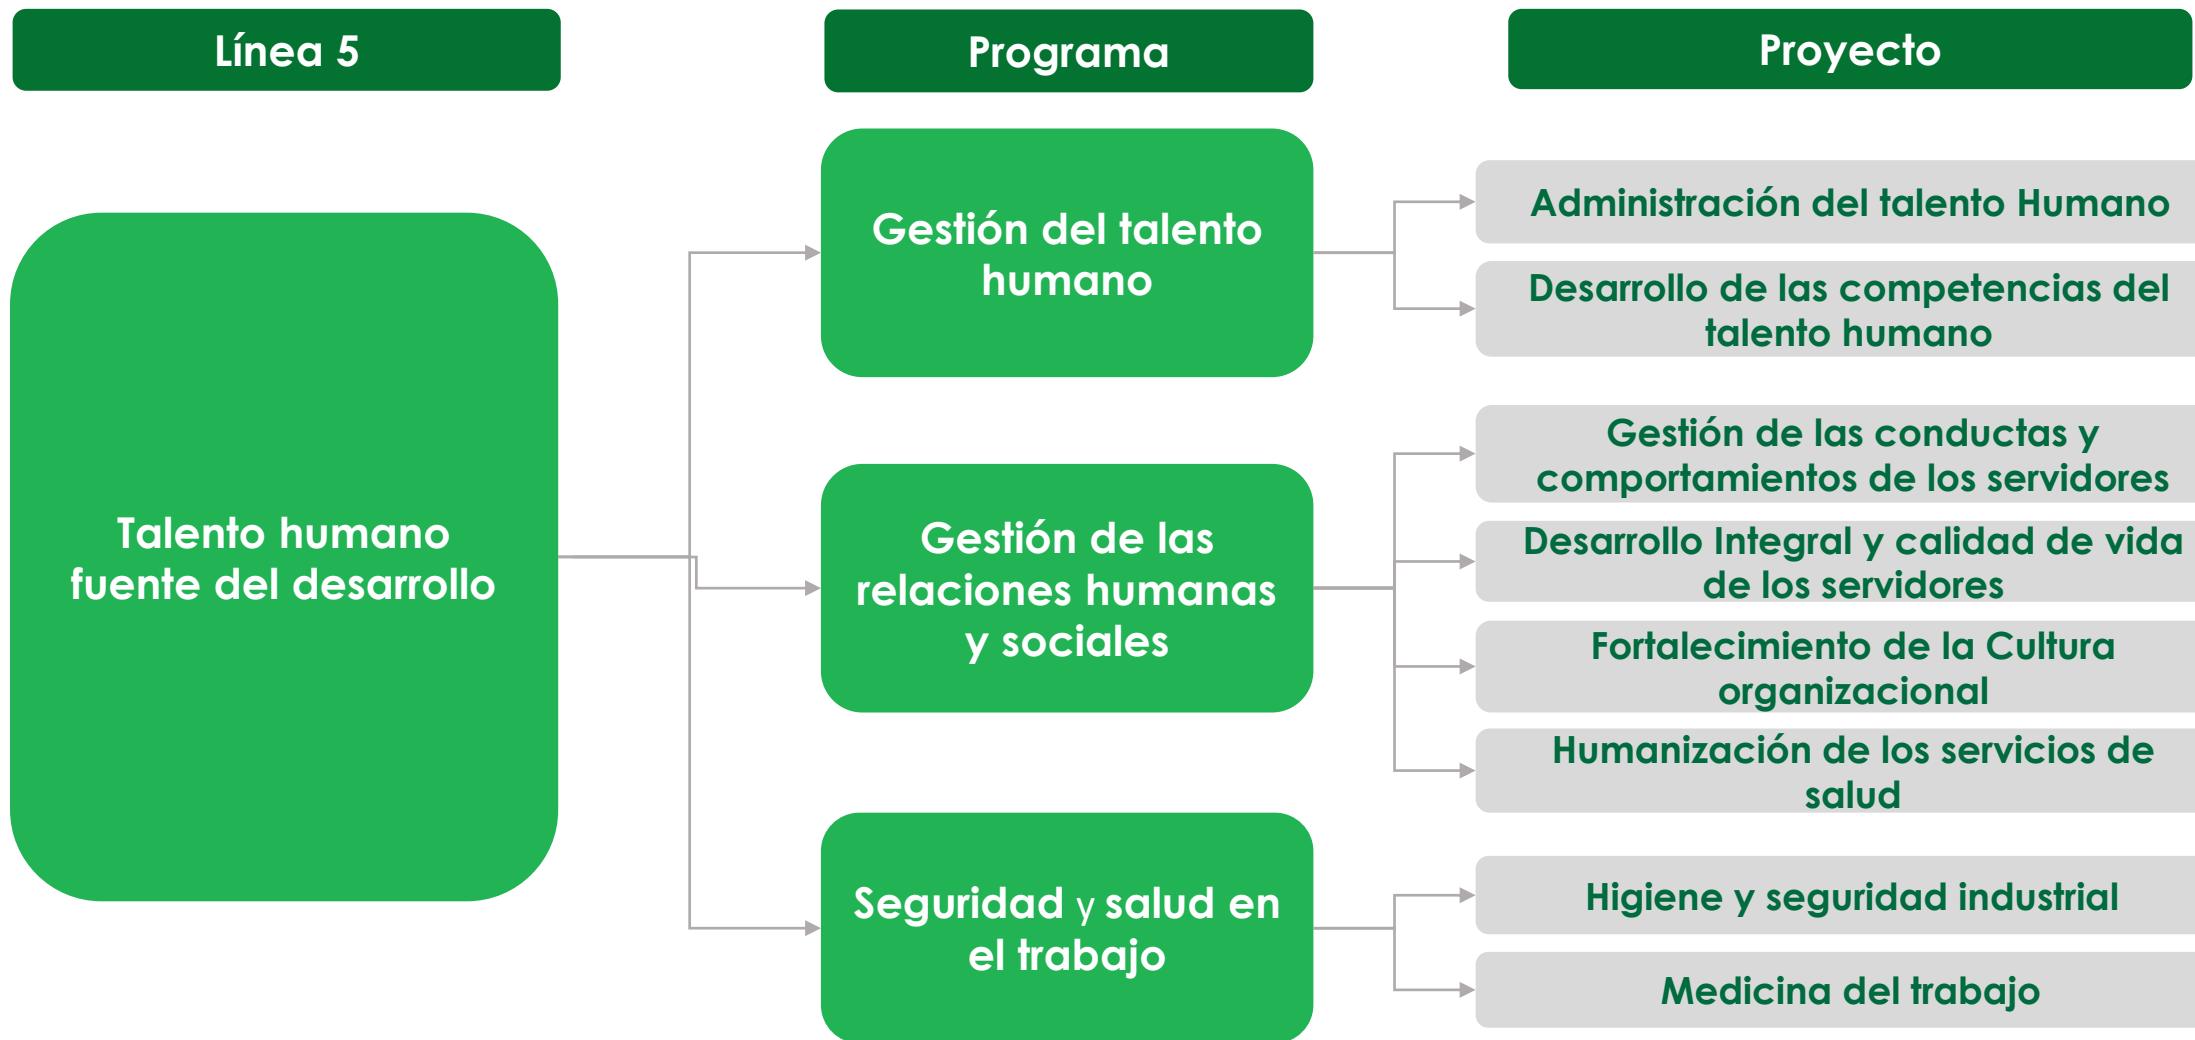 Línea 5
Programa
Proyecto
Talento humano
fuente del desarrollo
Gestión del talento
humano
Administración del talento Humano
Desarrollo de las competencias del
talento humano
Gestión de las
relaciones humanas
y sociales
Gestión de las conductas y
comportamientos de los servidores
Desarrollo Integral y calidad de vida
de los servidores
Fortalecimiento de la Cultura
organizacional
Humanización de los servicios de
salud
Seguridad y salud en
el trabajo
Higiene y seguridad industrial
Medicina del trabajo